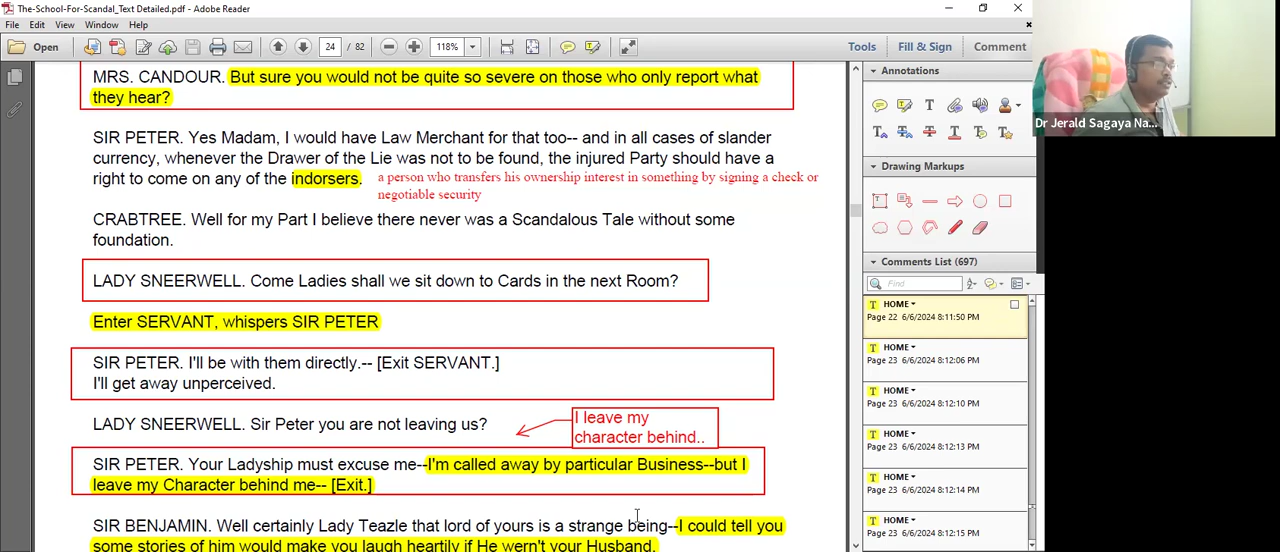 The-School-For-Scandal_Text Detailed.pdf - Adobe Reader
File Edit View Window Help
Open 24 / 82 118% Tools Fill & Sign Comment
MRS. CANDOUR. But sure you would not be quite so severe on those who only report what
they hear?
SIR PETER. Yes Madam, I would have Law Merchant for that too-- and in all cases of slander
currency, whenever the Drawer of the Lie was not to be found, the injured Party should have a
right to come on any of the indorsers. a person who transfers his ownership interest in something by signing a check or
negotiable security
CRABTREE. Well for my Part I believe there never was a Scandalous Tale without some
foundation.
LADY SNEERWELL. Come Ladies shall we sit down to Cards in the next Room?
Enter SERVANT, whispers SIR PETER
SIR PETER. I'll be with them directly.-- [Exit SERVANT.]
I'll get away unperceived.
LADY SNEERWELL. Sir Peter you are not leaving us?
I leave my
character behind..
SIR PETER. Your Ladyship must excuse me--I'm called away by particular Business--but I
leave my Character behind me-- [Exit.]
SIR BENJAMIN. Well certainly Lady Teazle that lord of yours is a strange being--I could tell you
some stories of him would make you laugh heartily if He wern't your Husband.
Annotations
Drawing Markups
Comments List (697)
Find
HOME
Page 22 6/6/2024 8:11:50 PM
HOME
Page 23 6/6/2024 8:12:06 PM
HOME
Page 23 6/6/2024 8:12:10 PM
HOME
Page 23 6/6/2024 8:12:13 PM
HOME
Page 23 6/6/2024 8:12:14 PM
HOME
Page 23 6/6/2024 8:12:15 PM
Dr Jerald Sagaya Na...